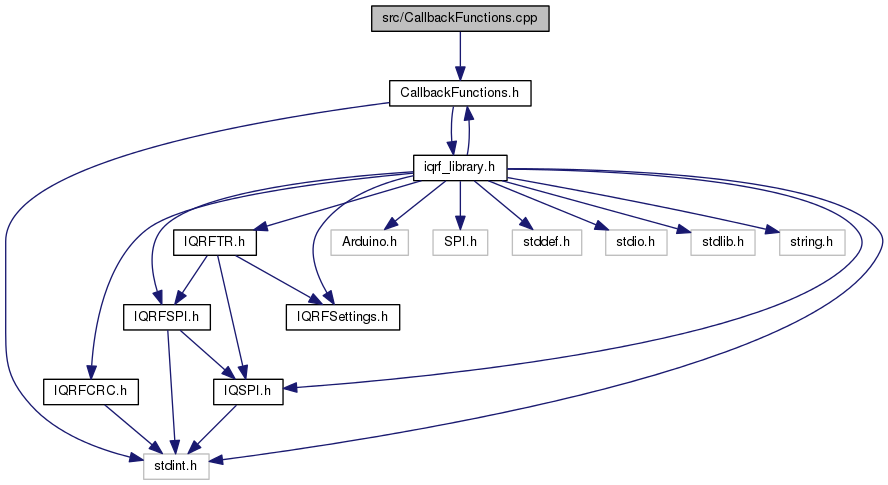 src/CallbackFunctions.cpp
CallbackFunctions.h
iqrf_library.h
IQRFTR.h
Arduino.h
SPI.h
stddef.h
stdio.h
stdlib.h
string.h
IQRFSPI.h
IQRFSettings.h
IQRFCRC.h
IQSPI.h
stdint.h